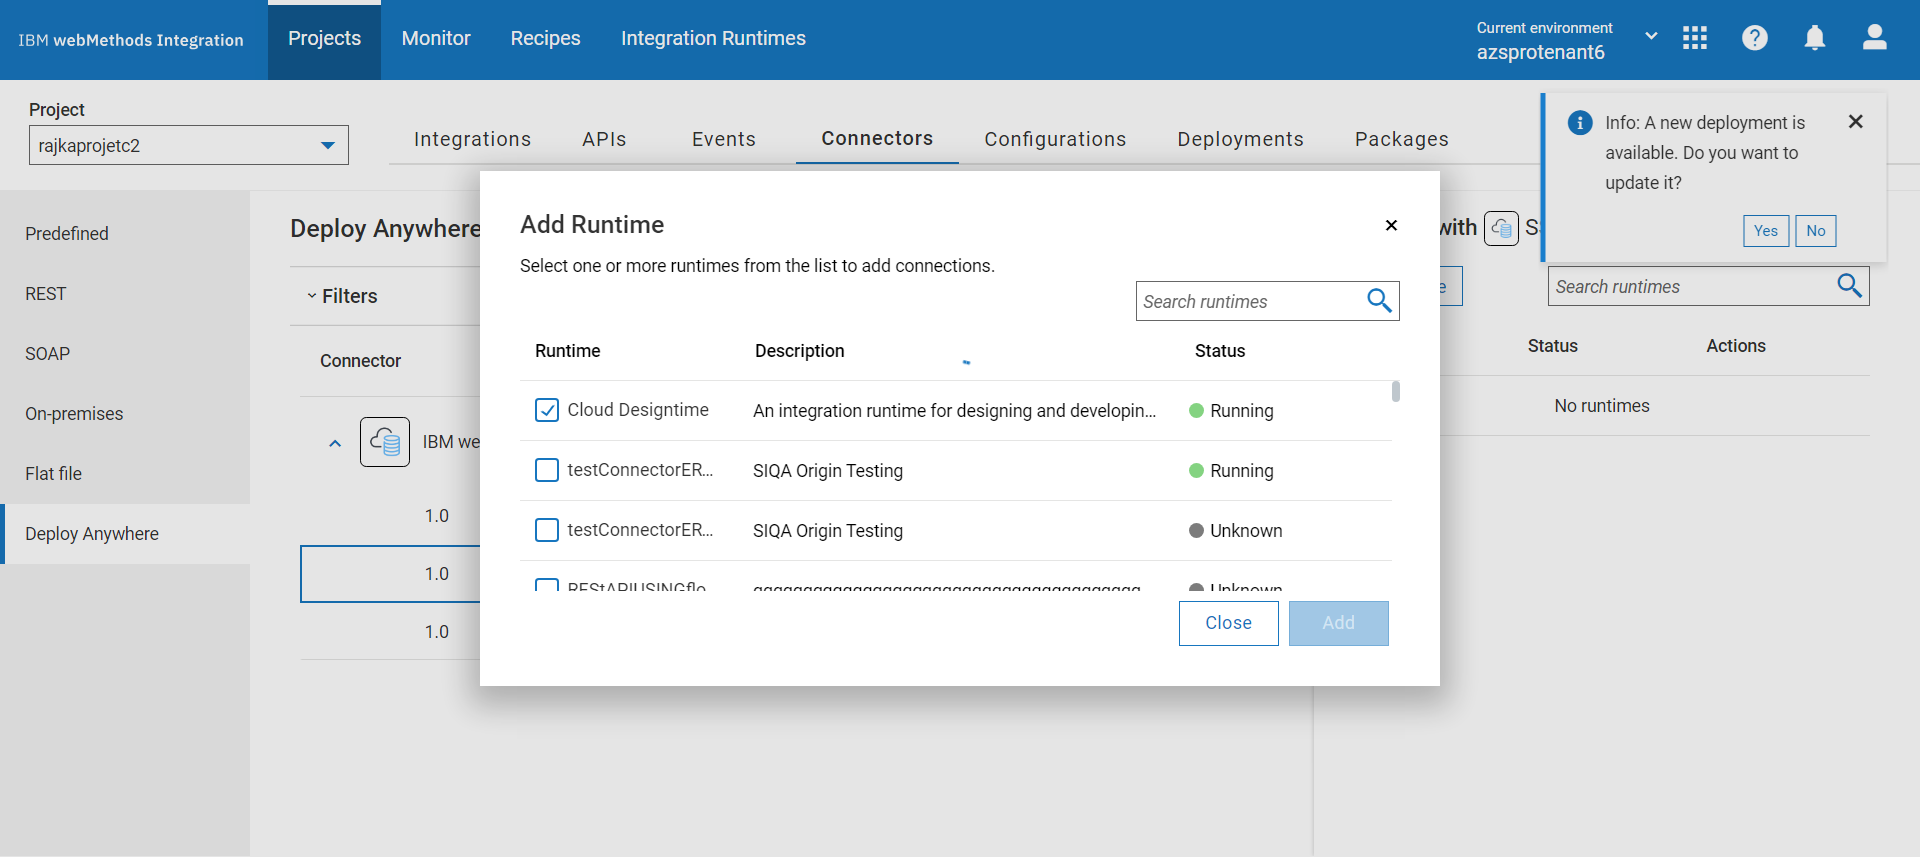 IBM webMethods Integration
Projects
Monitor
Recipes
Integration Runtimes
Current environment
azsprotenant6
Project
rajkaprojetc2
Integrations
APIs
Events
Connectors
Configurations
Deployments
Packages
Info: A new deployment is
available. Do you want to
update it?
Yes
No
Predefined
REST
SOAP
On-premises
Flat file
Deploy Anywhere
Deploy Anywhere
Filters
Connector
IBM we
1.0
1.0
1.0
Add Runtime
Select one or more runtimes from the list to add connections.
Search runtimes
Runtime
Description
Status
Cloud Designtime
An integration runtime for designing and developin...
Running
testConnectorER...
SIQA Origin Testing
Running
testConnectorER...
SIQA Origin Testing
Unknown
REStAPIUSINGflo
Unknown
Close
Add
with
Search runtimes
Status
Actions
No runtimes